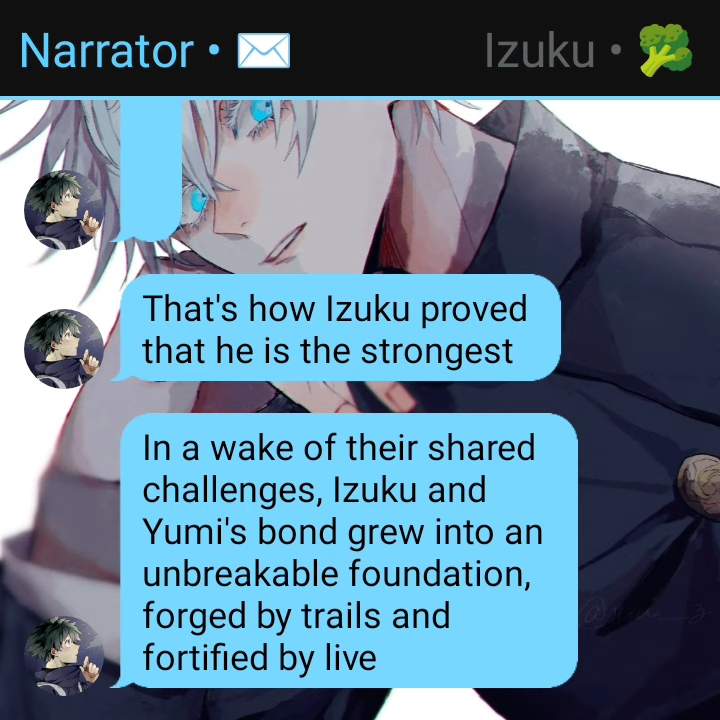 Narrator • ✉️
Izuku • 🥦
That's how Izuku proved
that he is the strongest
In a wake of their shared
challenges, Izuku and
Yumi's bond grew into an
unbreakable foundation,
forged by trails and
fortified by live